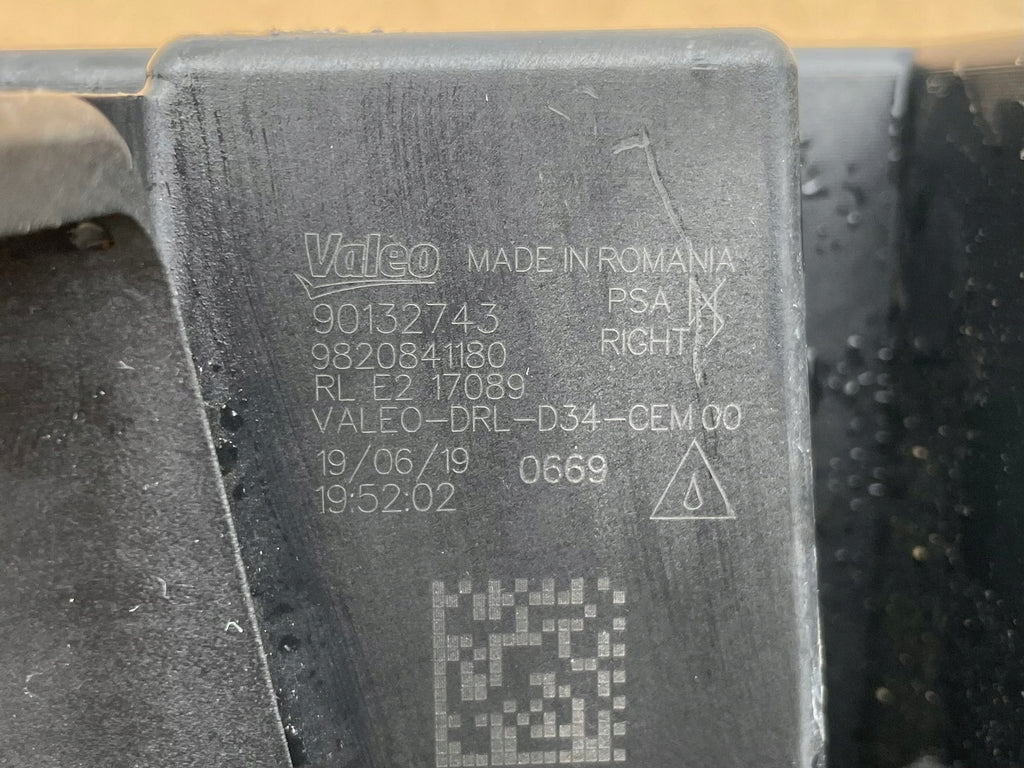 Valeo MADE IN ROMANIA
90132743 PSA
9820841180 RIGHT
RL E2 17089
VALEO-DRL-D34-CEM 00
19/06/19 0669
19:52:02